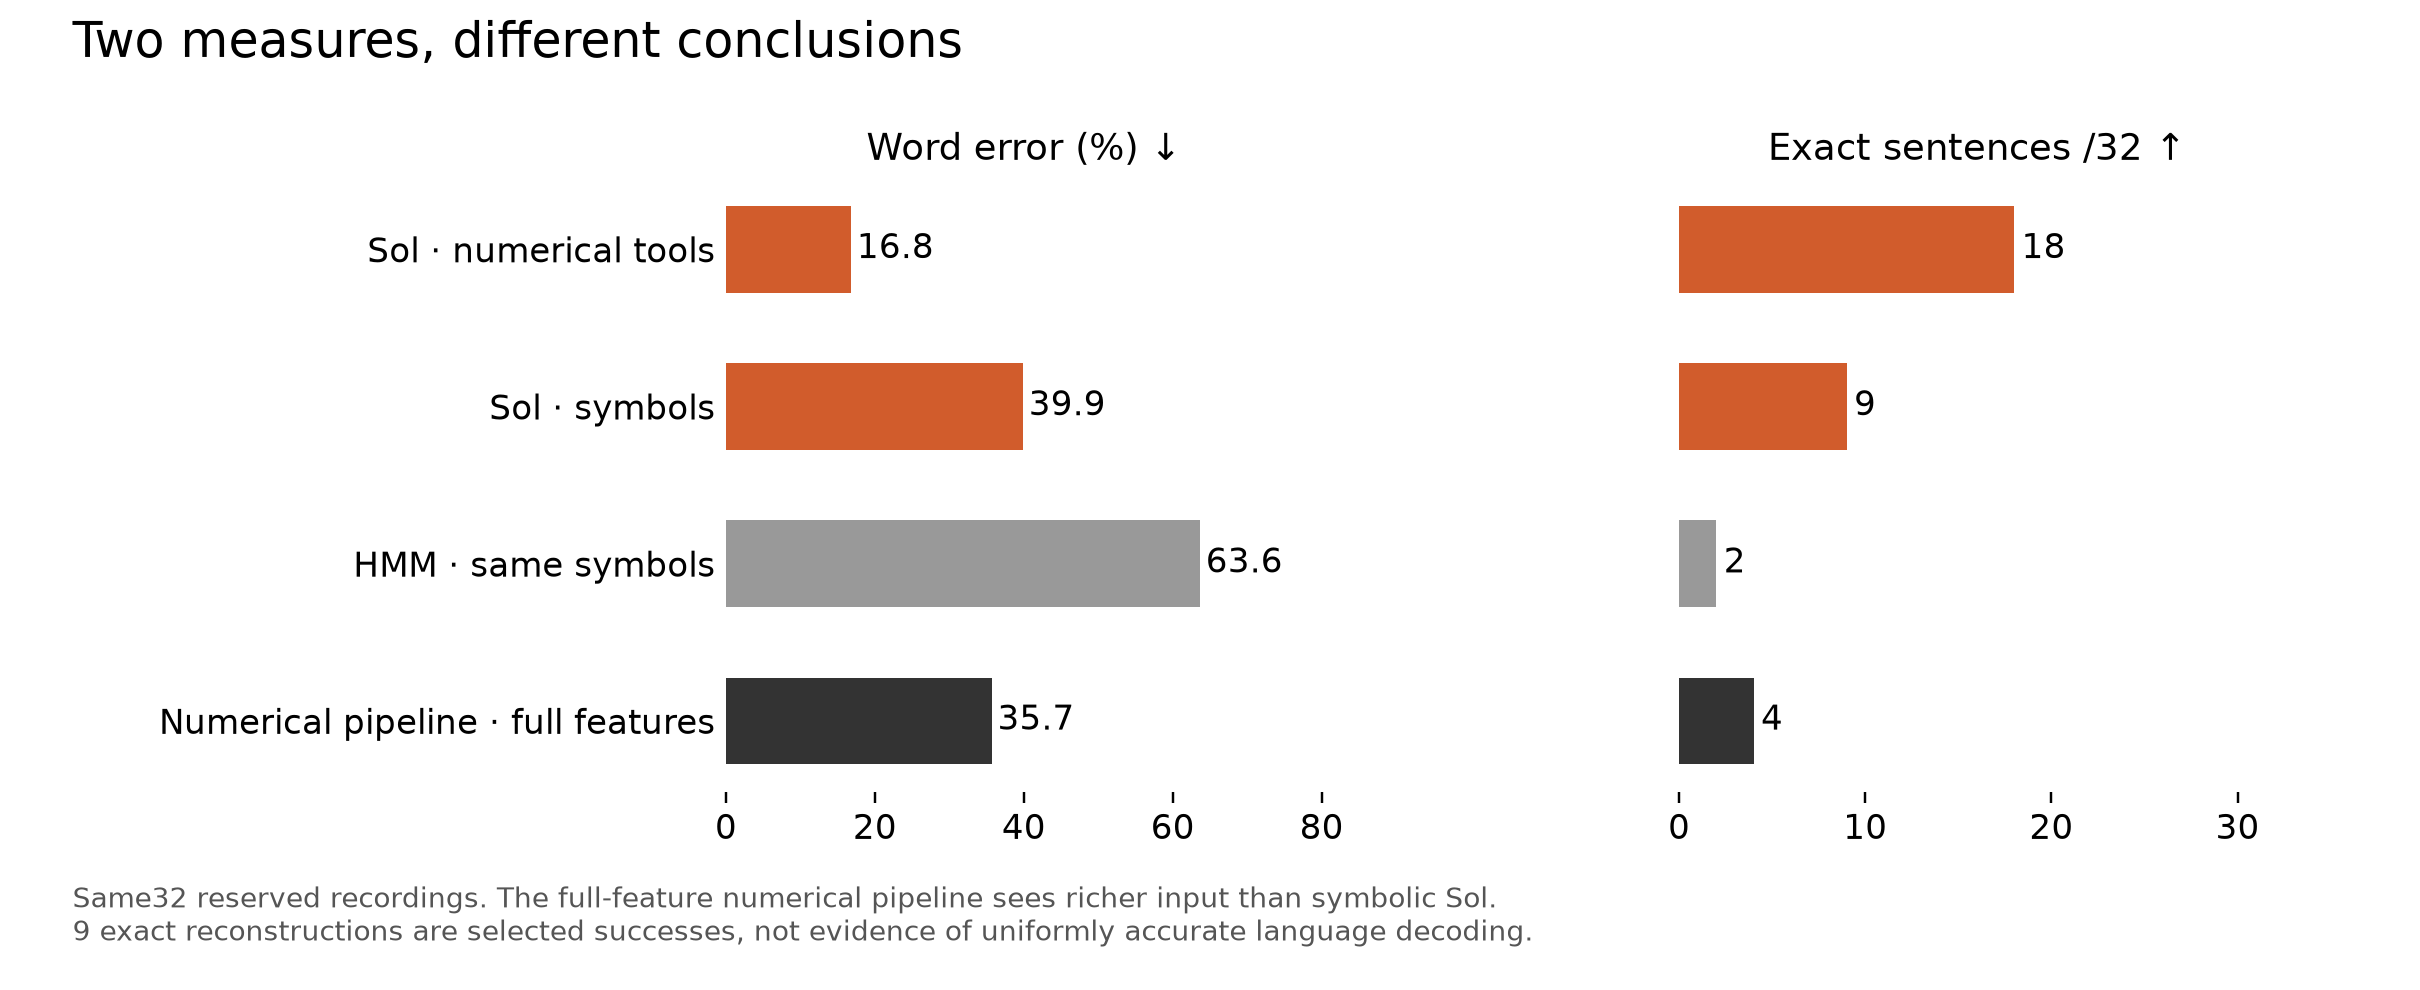 Two measures, different conclusions
Word error (%) ↓
Exact sentences /32 ↑
Sol · numerical tools
16.8
18
Sol · symbols
39.9
9
HMM · same symbols
63.6
2
Numerical pipeline · full features
35.7
4
0 20 40 60 80
0 10 20 30
Same32 reserved recordings. The full-feature numerical pipeline sees richer input than symbolic Sol.
9 exact reconstructions are selected successes, not evidence of uniformly accurate language decoding.